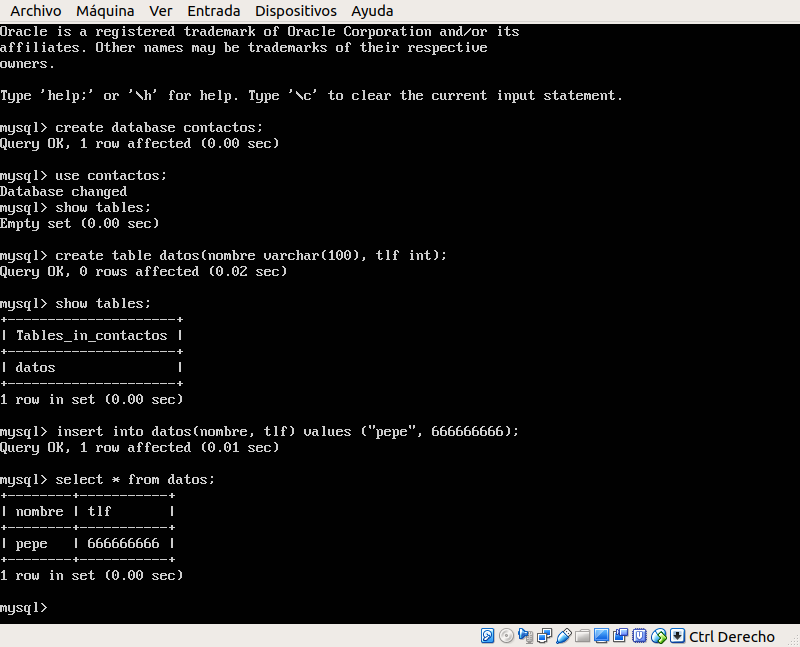 Archivo Máquina Ver Entrada Dispositivos Ayuda
Oracle is a registered trademark of Oracle Corporation and/or its
affiliates. Other names may be trademarks of their respective
owners.
Type 'help;' or '\h' for help. Type '\c' to clear the current input statement.
mysql> create database contactos;
Query OK, 1 row affected (0.00 sec)
mysql> use contactos;
Database changed
mysql> show tables;
Empty set (0.00 sec)
mysql> create table datos(nombre varchar(100), tlf int);
Query OK, 0 rows affected (0.02 sec)
mysql> show tables;
+---------------------+
| Tables_in_contactos |
+---------------------+
| datos               |
+---------------------+
1 row in set (0.00 sec)
mysql> insert into datos(nombre, tlf) values ("pepe", 666666666);
Query OK, 1 row affected (0.01 sec)
mysql> select * from datos;
+--------+-----------+
| nombre | tlf       |
+--------+-----------+
| pepe   | 666666666 |
+--------+-----------+
1 row in set (0.00 sec)
mysql>
Ctrl Derecho